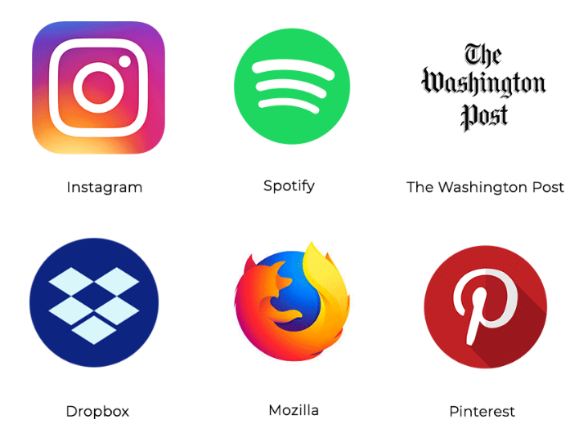 The
Washington
Post
Instagram
Spotify
The Washington Post
Dropbox
Mozilla
Pinterest